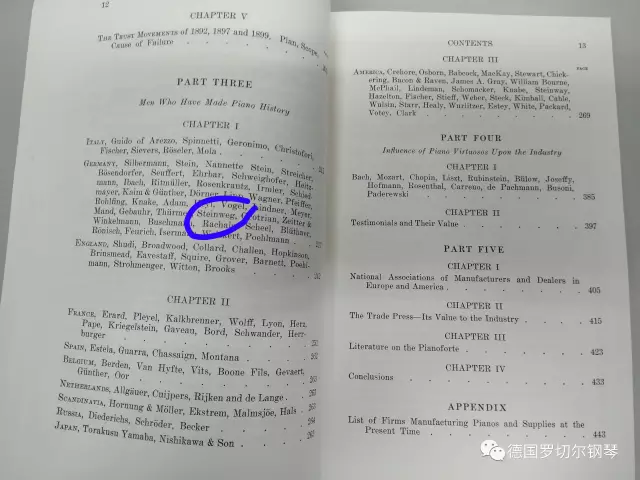 12
CHAPTER V
THE TRUST MOVEMENTS OF 1892, 1897 and 1899, Plan, Scope,
Cause of Failure
PART THREE
Men Who Have Made Piano History
CHAPTER I
ITALY, Guido of Arezzo, Spinnetti, Geronimo, Christofori,
Fischer, Sievers, Röseler, Mola
GERMANY, Silbermann, Stein, Nannette Stein, Streicher,
Bösendorfer, Seuffert, Ehrbar, Schweighofer, Heitz-
mann, Ibach, Ritmüller, Rosenkrantz, Irmler, Schied-
mayer, Kaim & Günther, Dörner, Wagner, Pfeiffer,
Rohlfing, Knake, Adam, Vogel, Lindner, Meyer,
Mand, Gebauhr, Thürmer, Steinweg, Grotrian, Zeitter &
Winkelmann, Buschmann, Rachals, Scheel, Blüthner,
Rönisch, Feurich, Isermann, Poehlmann
ENGLAND, Shudi, Broadwood, Collard, Challen, Hopkinson,
Brinsmead, Eavestaff, Squire, Grover, Barnett, Poehl-
mann, Strohmenger, Witton, Brooks
CHAPTER II
FRANCE, Erard, Pleyel, Kalkbrenner, Wolff, Lyon, Herz,
Pape, Kriegelstein, Gaveau, Bord, Schwander, Herr-
burger
SPAIN, Estela, Guarra, Chassaign, Montana
BELGIUM, Berden, Van Hyfte, Vits, Boone Fils, Gevaert,
Günther, Oor
NETHERLANDS, Allgäuer, Cuijpers, Rijken and de Lange
SCANDINAVIA, Hornung & Möller, Ekstrem, Malmsjöe, Hals
RUSSIA, Diederichs, Schröder, Becker
JAPAN, Torakusu Yamaba, Nishikawa & Son
CONTENTS 13
CHAPTER III
PAGE
AMERICA, Crehore, Osborn, Babcock, MacKay, Stewart, Chick-
ering, Bacon & Raven, James A. Gray, William Bourne,
McPhail, Lindeman, Schomacker, Knabe, Steinway,
Hazelton, Fischer, Stieff, Weber, Steck, Kimball, Cable,
Wulsin, Starr, Healy, Wurlitzer, Estey, White, Packard,
Votey, Clark 269
PART FOUR
Influence of Piano Virtuosos Upon the Industry
CHAPTER I
Bach, Mozart, Chopin, Liszt, Rubinstein, Bülow, Joseffy,
Hofmann, Rosenthal, Carreno, de Pachmann, Busoni,
Paderewski 385
CHAPTER II
Testimonials and Their Value 397
PART FIVE
CHAPTER I
National Associations of Manufacturers and Dealers in
Europe and America 405
CHAPTER II
The Trade Press—Its Value to the Industry 415
CHAPTER III
Literature on the Pianoforte 423
CHAPTER IV
Conclusions 433
APPENDIX
List of Firms Manufacturing Pianos and Supplies at the
Present Time 443
德国罗切尔钢琴